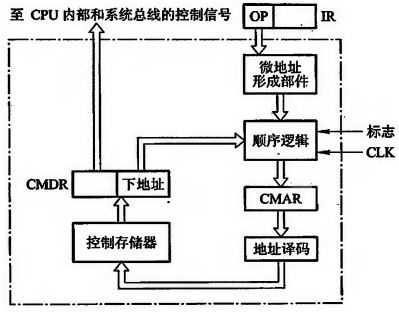 至 CPU 内部和系统总线的控制信号
OP
IR
微地址
形成部件
顺序逻辑
标志
CLK
CMDR
下地址
CMAR
控制存储器
地址译码